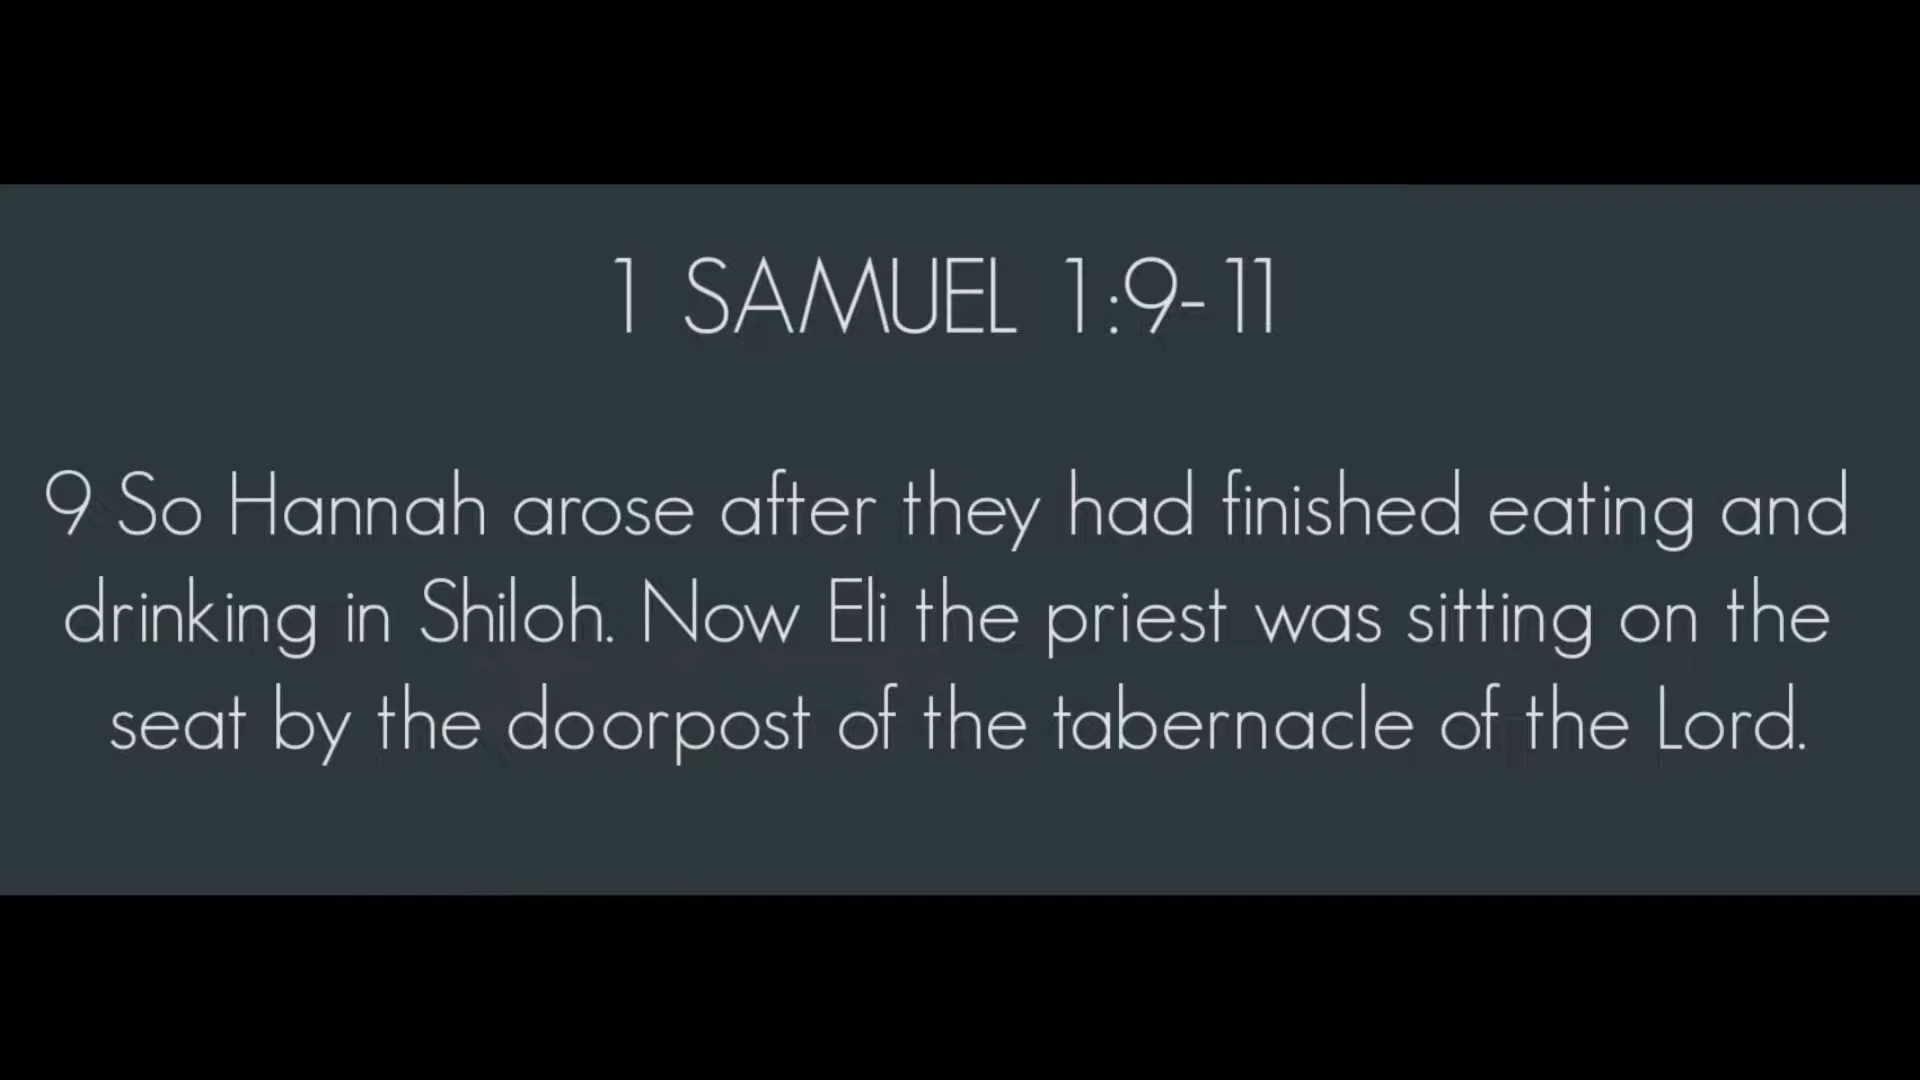 1 SAMUEL 1:9-11
9 So Hannah arose after they had finished eating and
drinking in Shiloh. Now Eli the priest was sitting on the
seat by the doorpost of the tabernacle of the Lord.